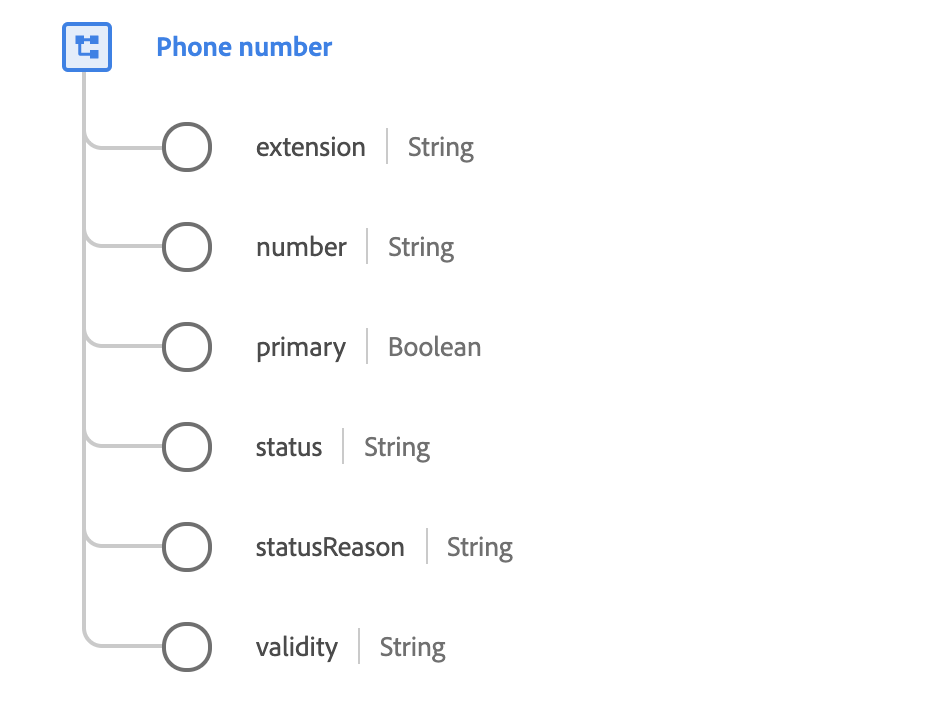 Phone number
extension | String
number | String
primary | Boolean
status | String
statusReason | String
validity | String